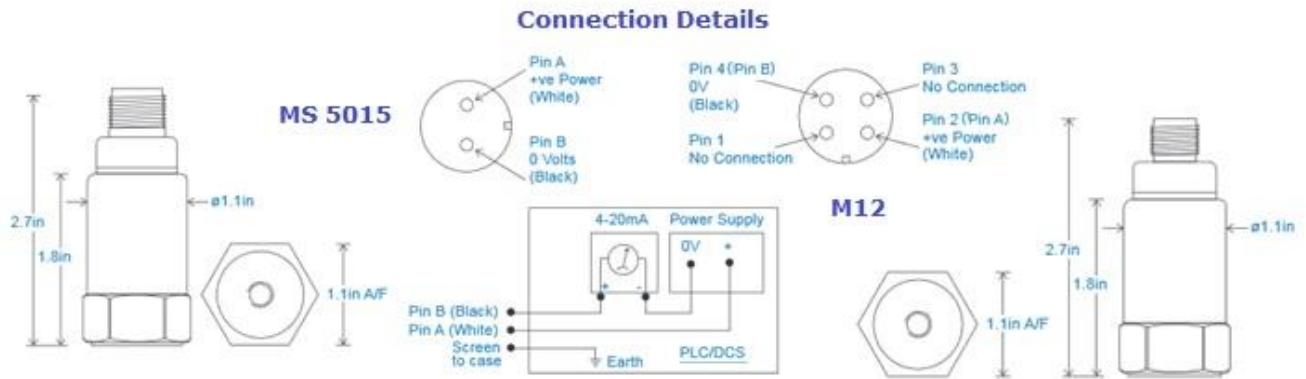 Connection Details
MS 5015
Pin A
+ve Power
(White)
Pin B
0 Volts
(Black)
Pin 4(Pin B)
0V
(Black)
Pin 1
No Connection
Pin 3
No Connection
Pin 2(Pin A)
+ve Power
(White)
M12
2.7in
1.8in
ø1.1in
1.1in A/F
4-20mA
Power Supply
0V +
+ -
Pin B (Black)
Pin A (White)
Screen
to case
Earth
PLC/DCS
1.1in A/F
2.7in
1.8in
ø1.1in